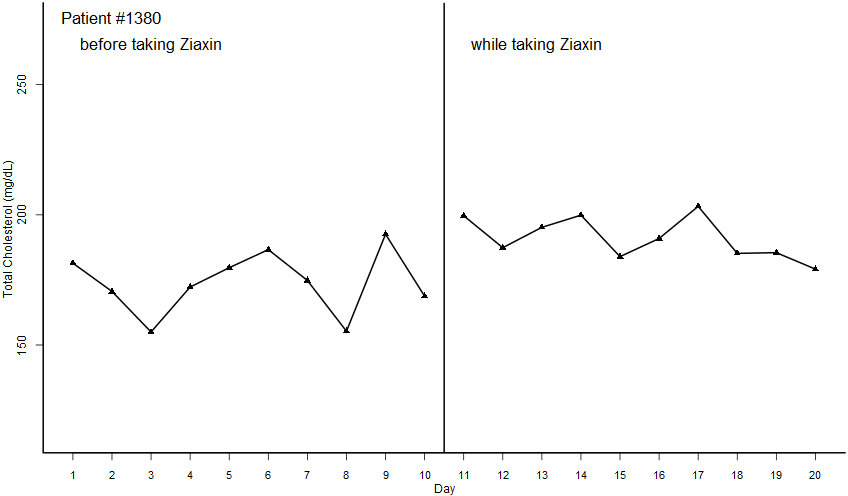 Patient #1380
before taking Ziaxin
while taking Ziaxin
250
200
150
Total Cholesterol (mg/dL)
1 2 3 4 5 6 7 8 9 10 11 12 13 14 15 16 17 18 19 20
Day